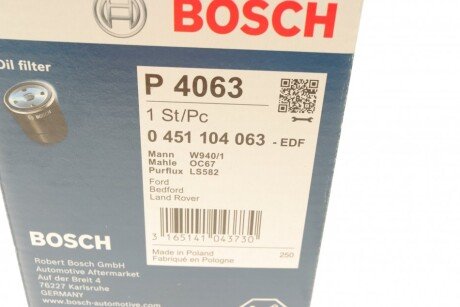 BOSCH
Oil filter
P 4063
1 St/Pc
0 451 104 063 - EDF
Mann W940/1
Mahle OC67
Purflux LS582
Ford
Bedford
Land Rover
3 165141 043730
Made in Poland 250
Fabriqué en Pologne
BOSCH
Robert Bosch GmbH
Automotive Aftermarket
Auf der Breit 4
76227 Karlsruhe
GERMANY
www.bosch-automotive.com